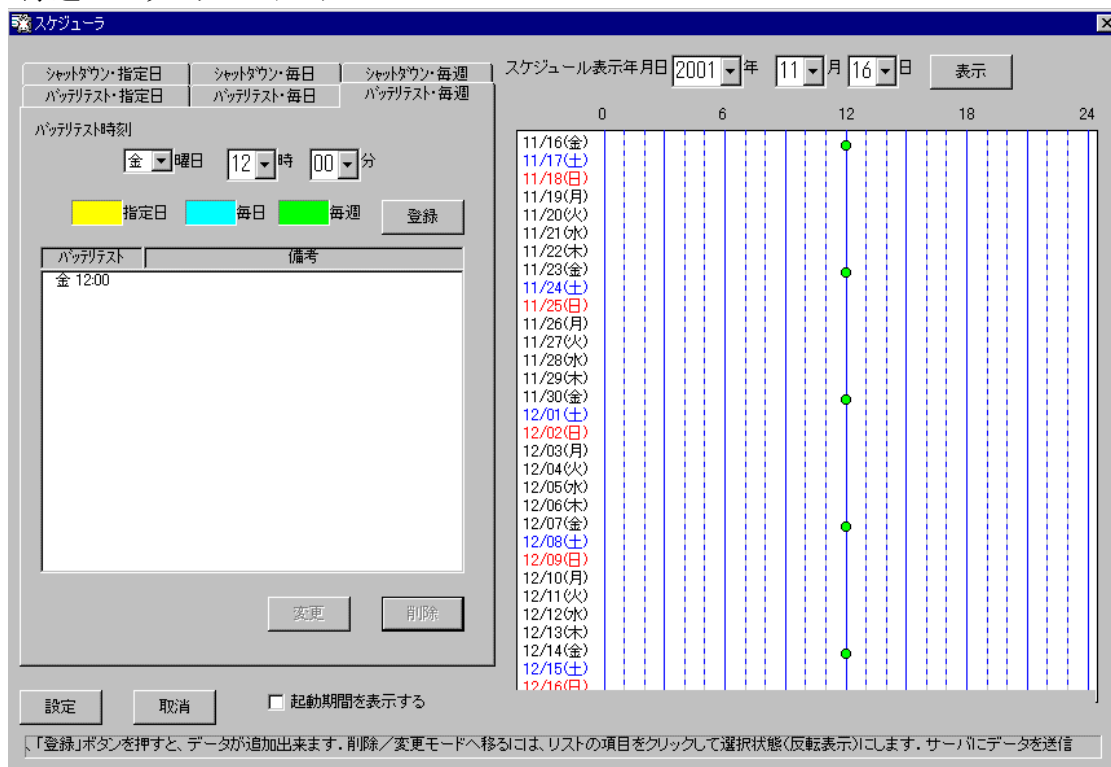 スケジューラ
シャットダウン・指定日 シャットダウン・毎日 シャットダウン・毎週
バッテリテスト・指定日 バッテリテスト・毎日 バッテリテスト・毎週
バッテリテスト時刻
金 曜日 12 時 00 分
指定日 毎日 毎週 登録
バッテリテスト 備考
金 12:00
変更 削除
設定 取消 起動期間を表示する
スケジュール表示年月日 2001 年 11 月 16 日 表示
0 6 12 18 24
11/16(金)
11/17(土)
11/18(日)
11/19(月)
11/20(火)
11/21(水)
11/22(木)
11/23(金)
11/24(土)
11/25(日)
11/26(月)
11/27(火)
11/28(水)
11/29(木)
11/30(金)
12/01(土)
12/02(日)
12/03(月)
12/04(火)
12/05(水)
12/06(木)
12/07(金)
12/08(土)
12/09(日)
12/10(月)
12/11(火)
12/12(水)
12/13(木)
12/14(金)
12/15(土)
12/16(日)
、「登録」ボタンを押すと、データが追加出来ます．削除／変更モードへ移るには、リストの項目をクリックして選択状態(反転表示)にします．サーバにデータを送信